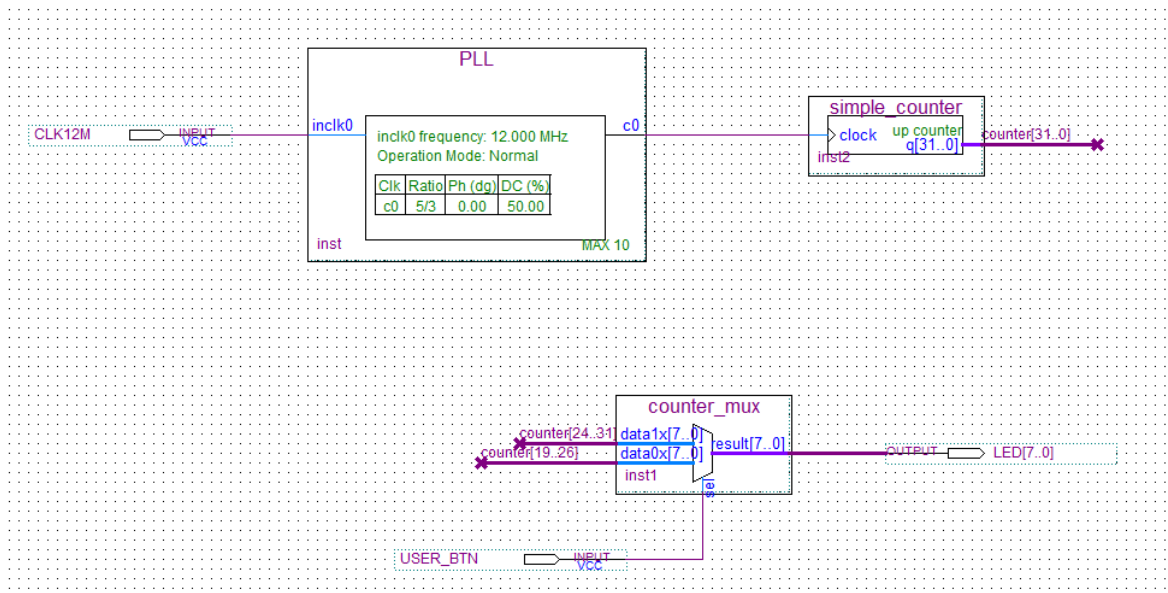 PLL
CLK12M INPUT VCC
inclk0 c0
inclk0 frequency: 12.000 MHz
Operation Mode: Normal
Clk Ratio Ph (dg) DC (%)
c0 5/3 0.00 50.00
inst MAX 10
simple_counter
clock up counter
q[31..0] counter[31..0]
inst2
counter_mux
counter[24..31] data1x[7..0]
result[7..0]
counter[19..26] data0x[7..0]
inst1
sel
OUTPUT LED[7..0]
USER_BTN INPUT VCC